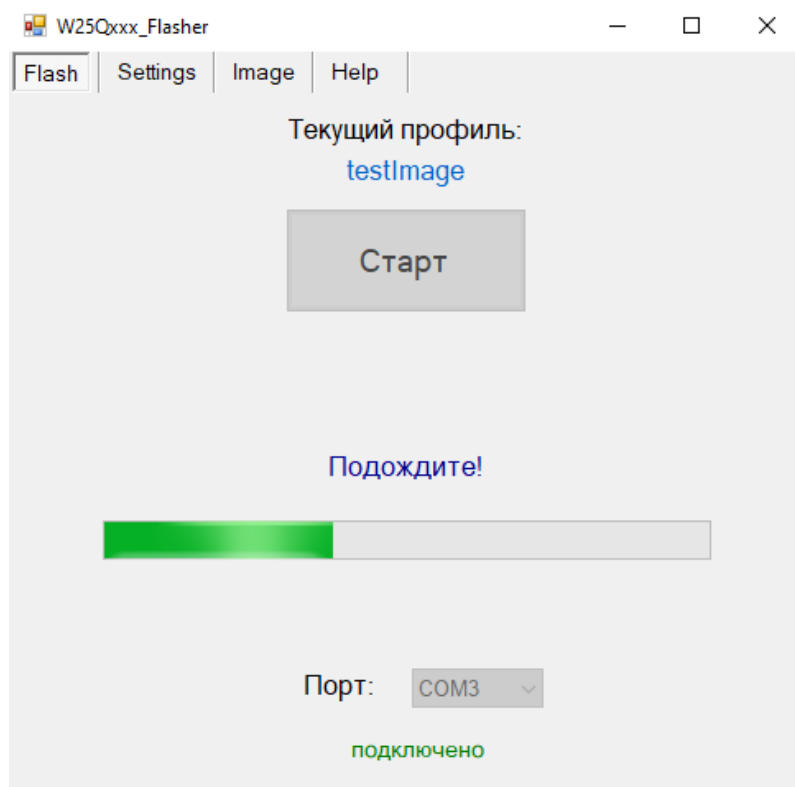 W25Qxxx_Flasher
Flash Settings Image Help
Текущий профиль:
testImage
Старт
Подождите!
Порт: COM3
подключено